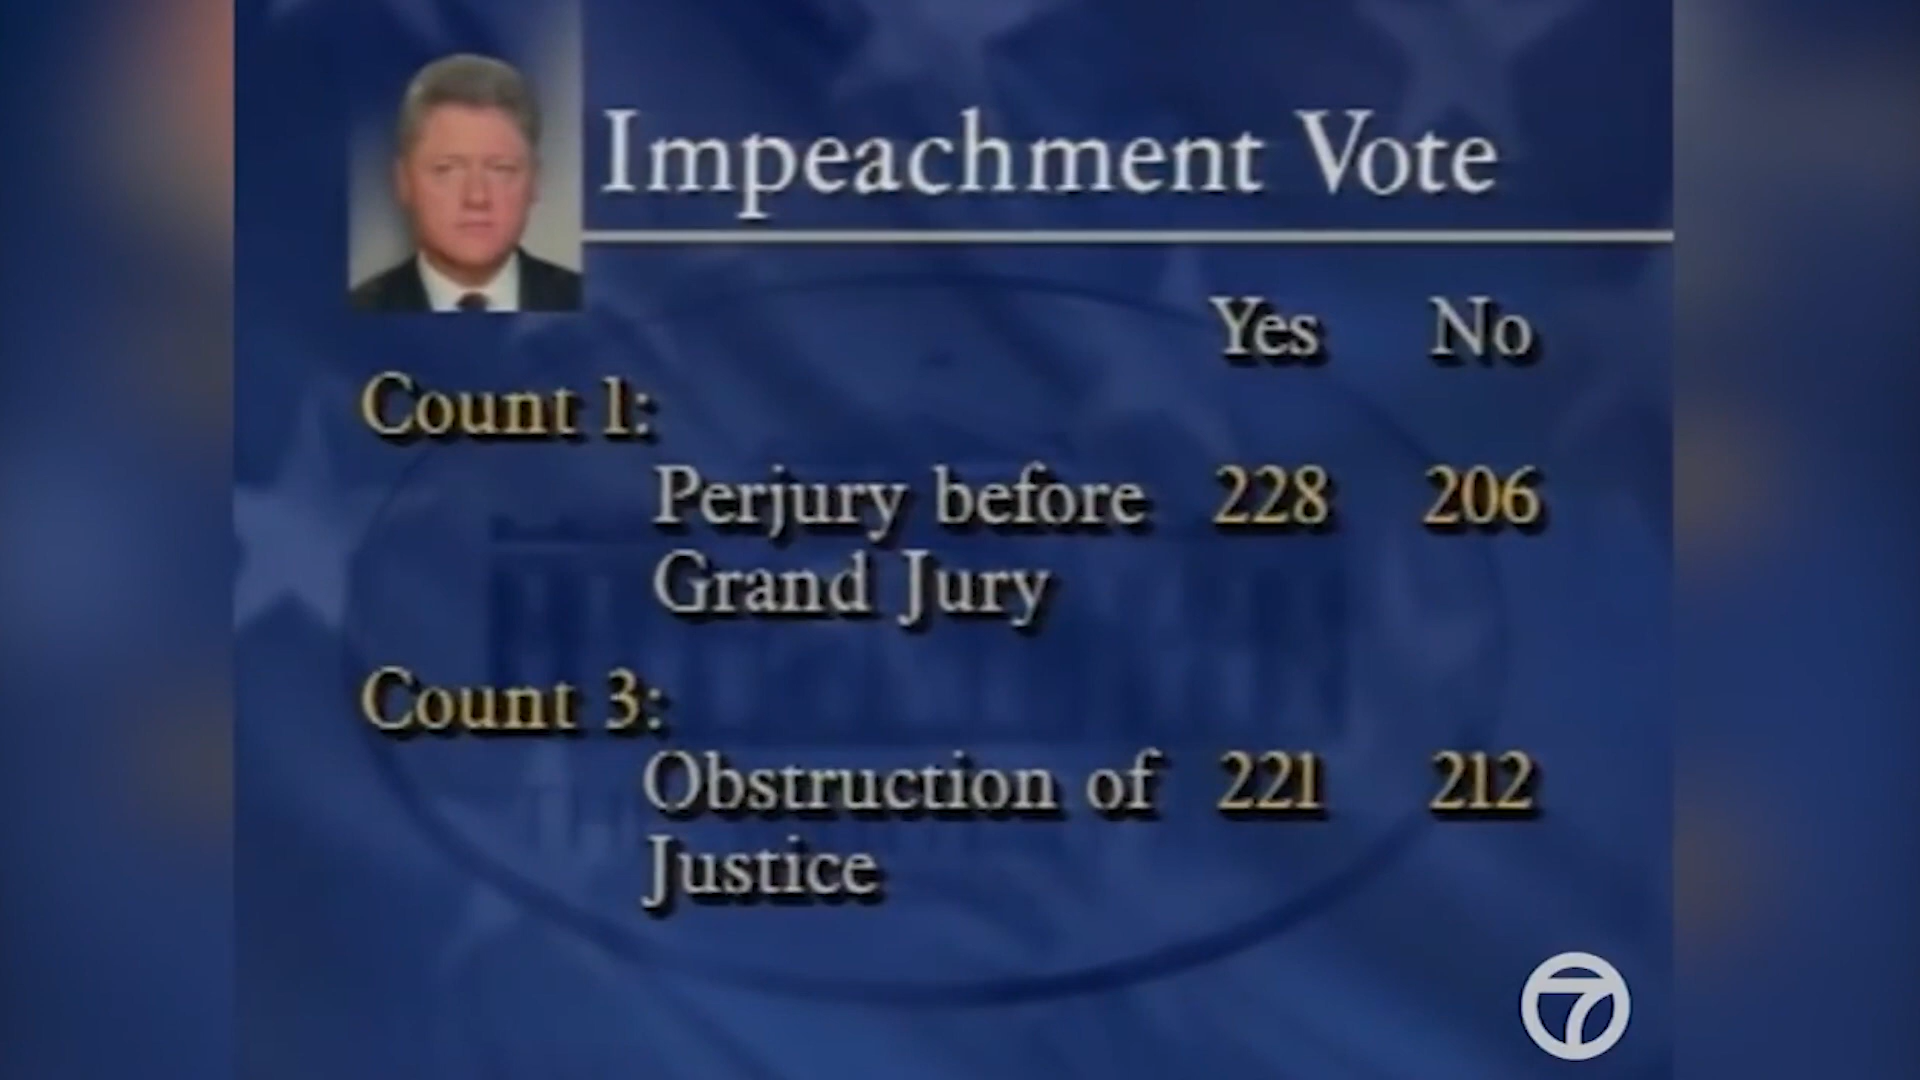 Impeachment Vote
Yes No
Count 1:
Perjury before 228 206
Grand Jury
Count 3:
Obstruction of 221 212
Justice
7